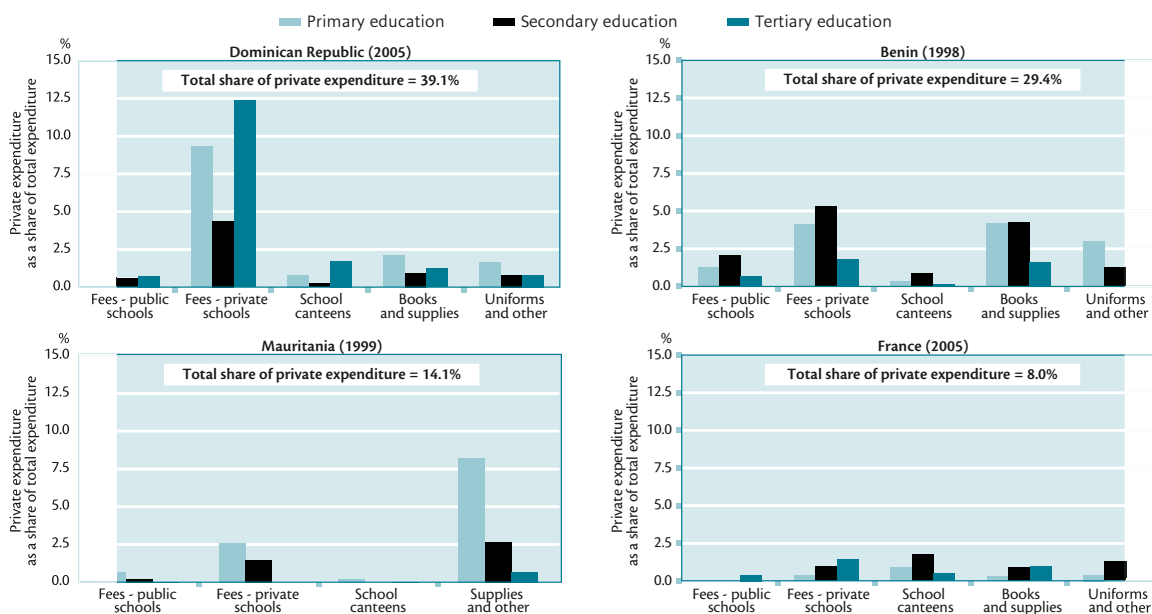 Primary education Secondary education Tertiary education
%
Dominican Republic (2005)
15.0
Total share of private expenditure = 39.1%
12.5
10.0
7.5
5.0
2.5
0.0
Private expenditure
as a share of total expenditure
Fees - public
schools
Fees - private
schools
School
canteens
Books
and supplies
Uniforms
and other
%
Benin (1998)
15.0
Total share of private expenditure = 29.4%
12.5
10.0
7.5
5.0
2.5
0.0
Private expenditure
as a share of total expenditure
Fees - public
schools
Fees - private
schools
School
canteens
Books
and supplies
Uniforms
and other
%
Mauritania (1999)
15.0
Total share of private expenditure = 14.1%
12.5
10.0
7.5
5.0
2.5
0.0
Private expenditure
as a share of total expenditure
Fees - public
schools
Fees - private
schools
School
canteens
Supplies
and other
%
France (2005)
15.0
Total share of private expenditure = 8.0%
12.5
10.0
7.5
5.0
2.5
0.0
Private expenditure
as a share of total expenditure
Fees - public
schools
Fees - private
schools
School
canteens
Books
and supplies
Uniforms
and other